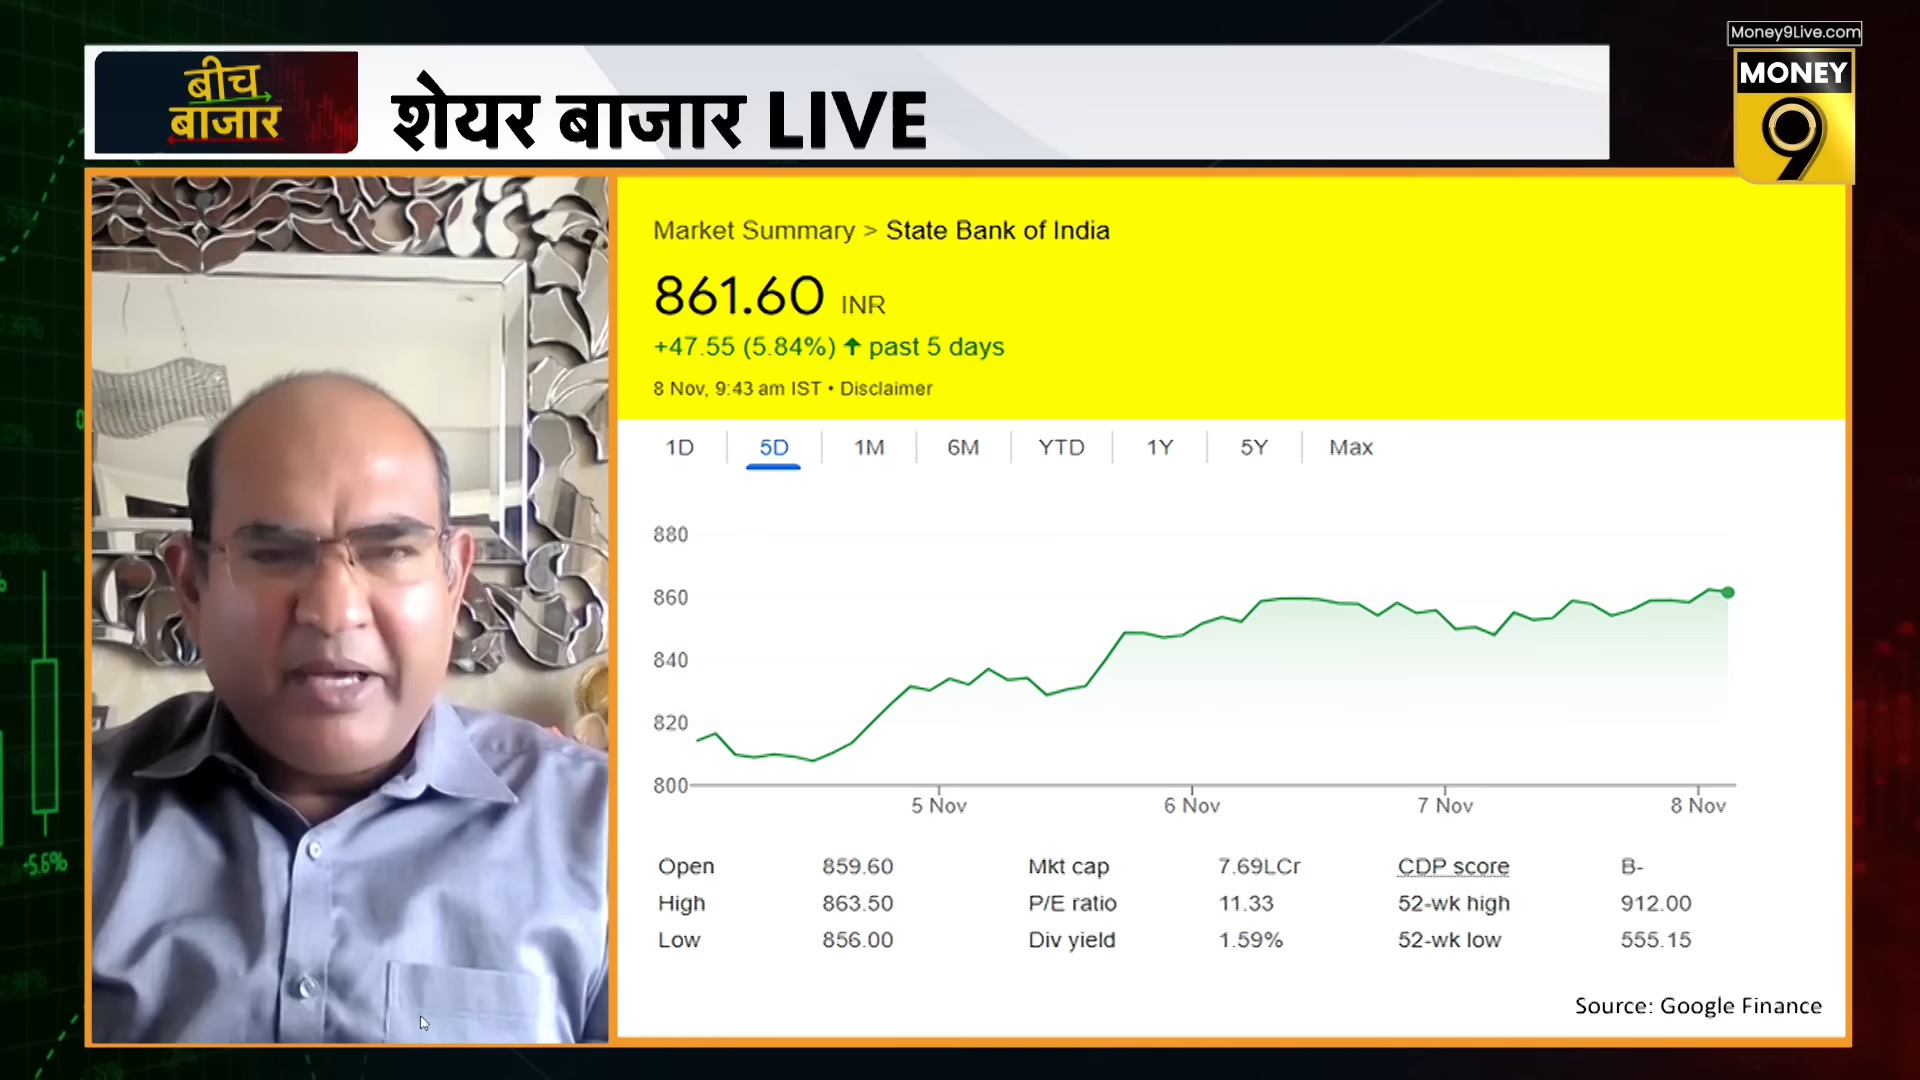 Money9Live.com
MONEY
9
बीच
बाजार
शेयर बाजार LIVE
Market Summary > State Bank of India
861.60 INR
+47.55 (5.84%) ↑ past 5 days
8 Nov, 9:43 am IST • Disclaimer
1D 5D 1M 6M YTD 1Y 5Y Max
880
860
840
820
800
5 Nov 6 Nov 7 Nov 8 Nov
Open 859.60 Mkt cap 7.69LCr CDP score B-
High 863.50 P/E ratio 11.33 52-wk high 912.00
Low 856.00 Div yield 1.59% 52-wk low 555.15
Source: Google Finance
-5.6%